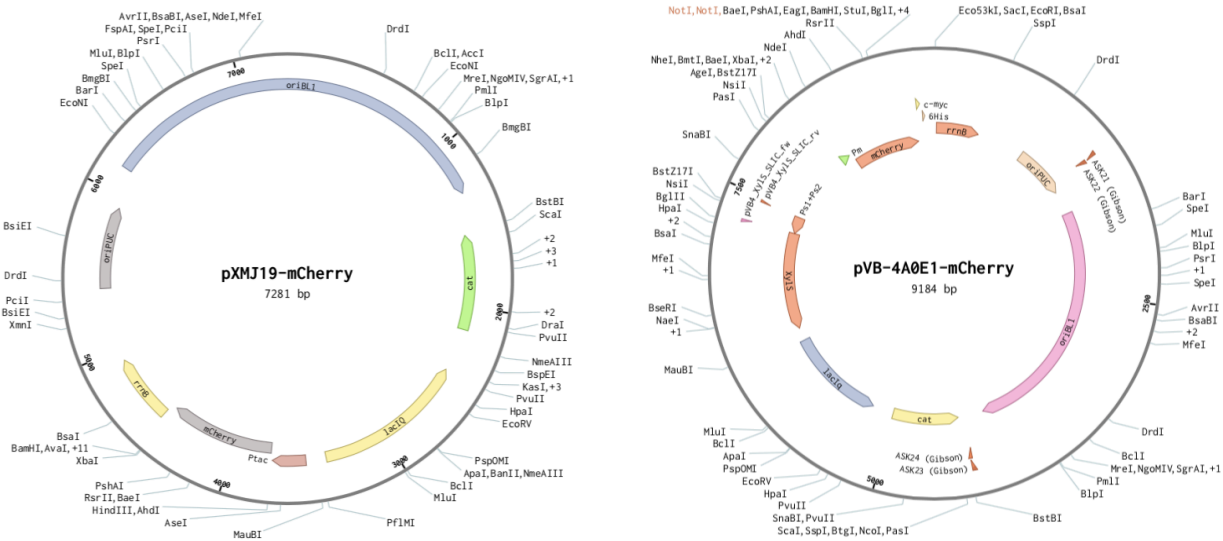 AvrII,BsaBI,AseI,NdeI,MfeI
FspAI,SpeI,PciI
PsrI
MluI,BlpI
SpeI
BmgBI
BarI
EcoNI
7000
oriBL1
DrdI
BclI,AccI
EcoNI
MreI,NgoMIV,SgrAI,+1
PmlI
BlpI
1000
BmgBI
6000
BsiEI
oriPUC
DrdI
PciI
BsiEI
XmnI
5000
BstBI
ScaI
+2
+3
+1
cat
+2
2000
DraI
PvuII
NmeAIII
BspEI
KasI,+3
PvuII
HpaI
EcoRV
pXMJ19-mCherry
7281 bp
rrnB
mCherry
Ptac
lacIQ
BsaI
BamHI,AvaI,+11
XbaI
PshAI
RsrII,BaeI
HindIII,AhdI
AseI
MauBI
4000
3000
PspOMI
ApaI,BanII,NmeAIII
BclI
MluI
PflMI
NotI,NotI,BaeI,PshAI,EagI,BamHI,StuI,BglI,+4
RsrII
AhdI
NdeI
NheI,BmtI,BaeI,XbaI,+2
AgeI,BstZ17I
NsiI
PasI
SnaBI
Eco53kI,SacI,EcoRI,BsaI
SspI
DrdI
c-myc
6His
rrnB
Pm
mCherry
oriPUC
ASK21 (Gibson)
ASK22 (Gibson)
pVB4_XylS_SLIC_fw
pVB4_XylS_SLIC_rv
7500
Ps1+Ps2
BstZ17I
NsiI
BglII
HpaI
+2
BsaI
MfeI
+1
BseRI
NaeI
+1
MauBI
XylS
pVB-4A0E1-mCherry
9184 bp
oriBL1
BarI
SpeI
MluI
BlpI
PsrI
+1
SpeI
2500
AvrII
BsaBI
+2
MfeI
lacIq
cat
MluI
BclI
ApaI
PspOMI
EcoRV
HpaI
PvuII
SnaBI,PvuII
ScaI,SspI,BtgI,NcoI,PasI
5000
ASK24 (Gibson)
ASK23 (Gibson)
DrdI
BclI
MreI,NgoMIV,SgrAI,+1
PmlI
BlpI
BstBI